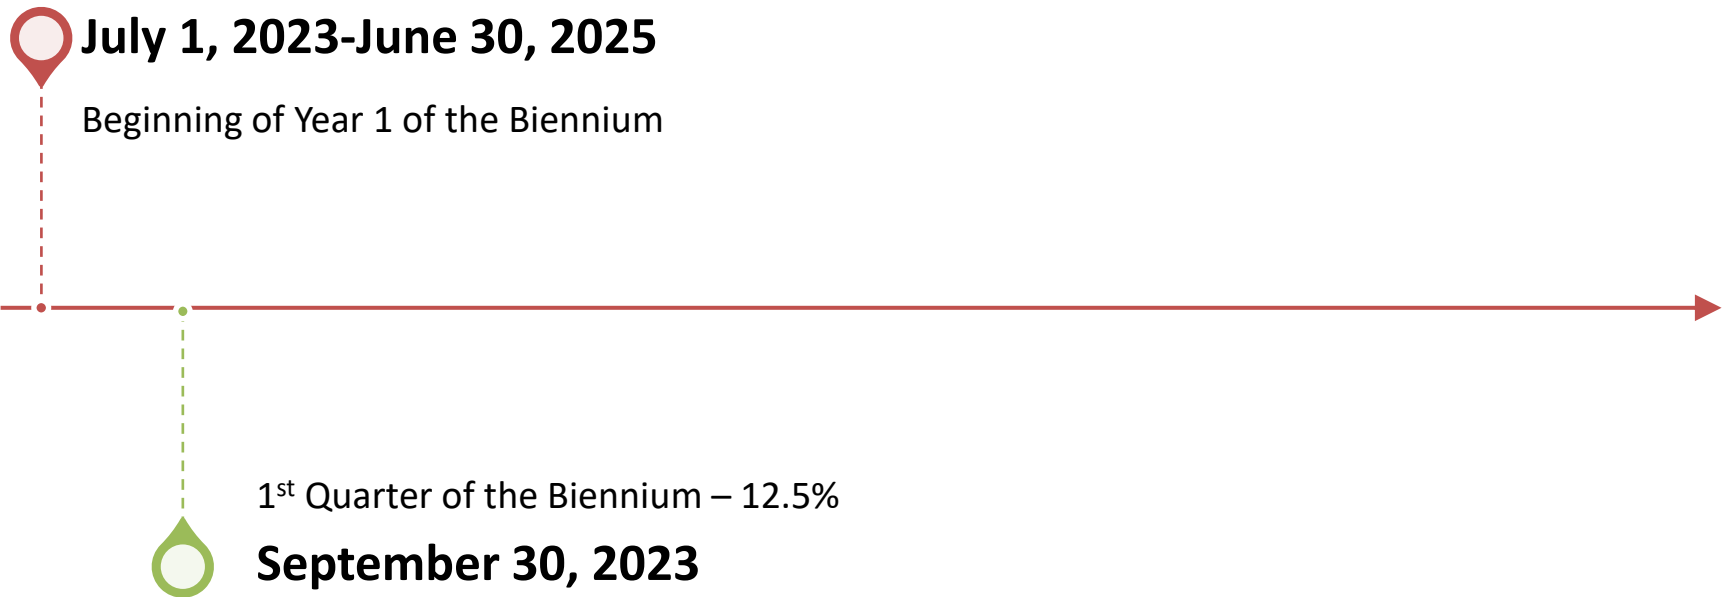 July 1, 2023-June 30, 2025
Beginning of Year 1 of the Biennium
1st Quarter of the Biennium – 12.5%
September 30, 2023